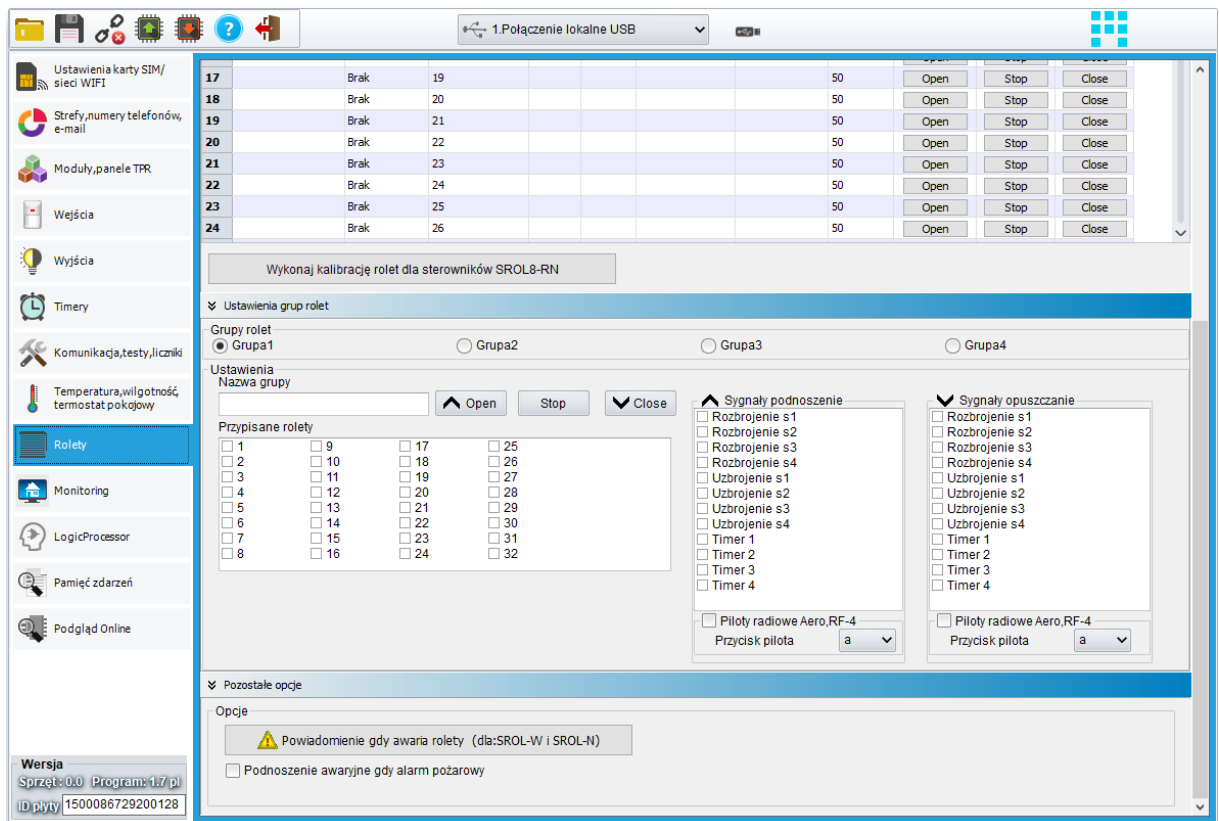 1.Połączenie lokalne USB
Ustawienia karty SIM/
sieci WIFI
Strefy,numery telefonów,
e-mail
Moduły,panele TPR
Wejścia
Wyjścia
Timery
Komunikacja,testy,liczniki
Temperatura,wilgotność,
termostat pokojowy
Rolety
Monitoring
LogicProcessor
Pamięć zdarzeń
Podgląd Online
Wersja
Sprzęt: 0.0 Program: 1.7 pl
ID płyty 1500086729200128
17 Brak 19 50 Open Stop Close
18 Brak 20 50 Open Stop Close
19 Brak 21 50 Open Stop Close
20 Brak 22 50 Open Stop Close
21 Brak 23 50 Open Stop Close
22 Brak 24 50 Open Stop Close
23 Brak 25 50 Open Stop Close
24 Brak 26 50 Open Stop Close
Wykonaj kalibrację rolet dla sterowników SROL8-RN
Ustawienia grup rolet
Grupy rolet
Grupa1 Grupa2 Grupa3 Grupa4
Ustawienia
Nazwa grupy
Open Stop Close
Przypisane rolety
1 9 17 25
2 10 18 26
3 11 19 27
4 12 20 28
5 13 21 29
6 14 22 30
7 15 23 31
8 16 24 32
Sygnały podnoszenie
Rozbrojenie s1
Rozbrojenie s2
Rozbrojenie s3
Rozbrojenie s4
Uzbrojenie s1
Uzbrojenie s2
Uzbrojenie s3
Uzbrojenie s4
Timer 1
Timer 2
Timer 3
Timer 4
Piloty radiowe Aero,RF-4
Przycisk pilota a
Sygnały opuszczanie
Rozbrojenie s1
Rozbrojenie s2
Rozbrojenie s3
Rozbrojenie s4
Uzbrojenie s1
Uzbrojenie s2
Uzbrojenie s3
Uzbrojenie s4
Timer 1
Timer 2
Timer 3
Timer 4
Piloty radiowe Aero,RF-4
Przycisk pilota a
Pozostałe opcje
Opcje
Powiadomienie gdy awaria rolety (dla:SROL-W i SROL-N)
Podnoszenie awaryjne gdy alarm pożarowy